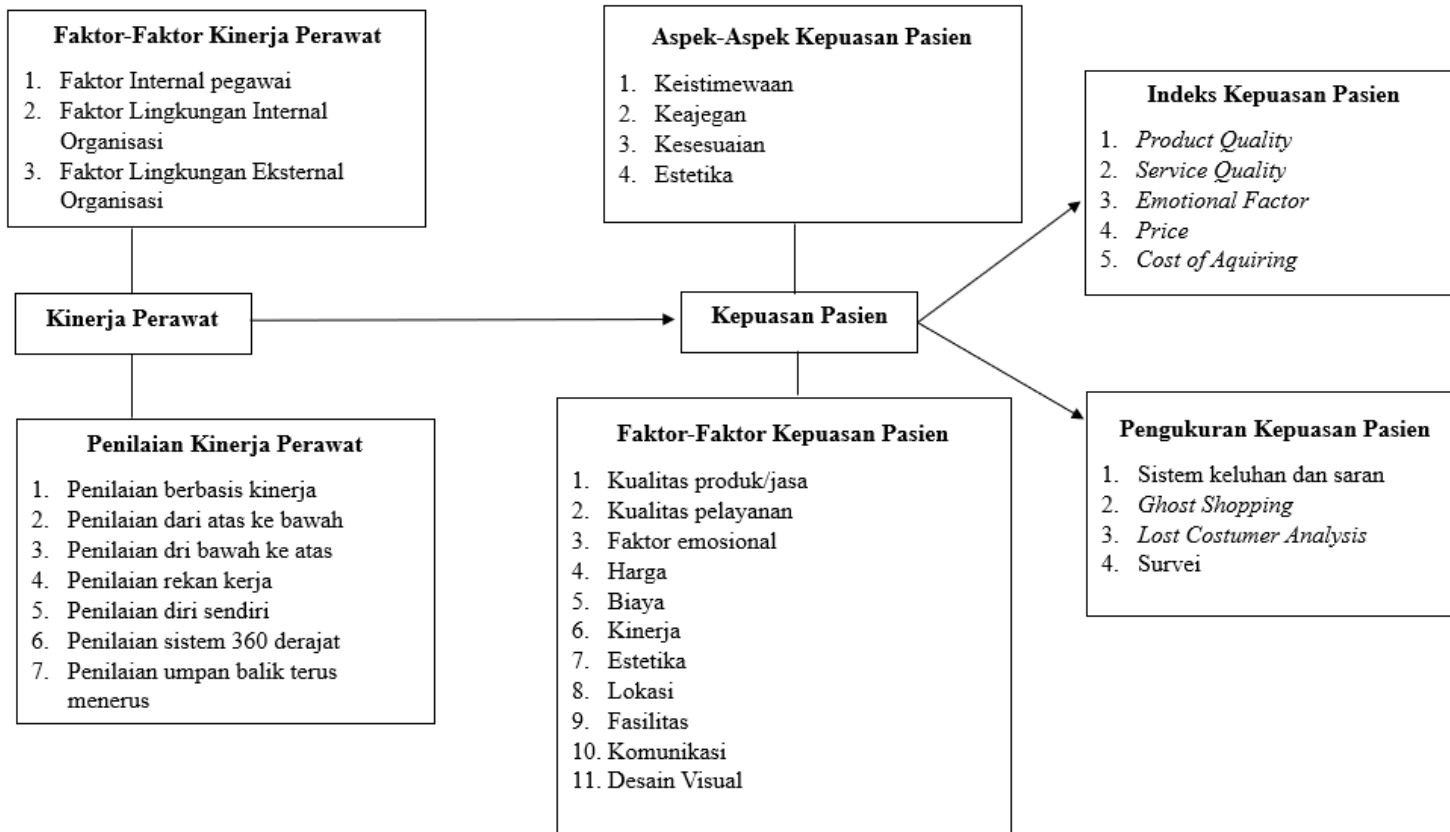 Faktor-Faktor Kinerja Perawat
1. Faktor Internal pegawai
2. Faktor Lingkungan Internal
Organisasi
3. Faktor Lingkungan Eksternal
Organisasi
Aspek-Aspek Kepuasan Pasien
1. Keistimewaan
2. Keajegan
3. Kesesuaian
4. Estetika
Indeks Kepuasan Pasien
1. Product Quality
2. Service Quality
3. Emotional Factor
4. Price
5. Cost of Aquiring
Kinerja Perawat
Kepuasan Pasien
Penilaian Kinerja Perawat
1. Penilaian berbasis kinerja
2. Penilaian dari atas ke bawah
3. Penilaian dri bawah ke atas
4. Penilaian rekan kerja
5. Penilaian diri sendiri
6. Penilaian sistem 360 derajat
7. Penilaian umpan balik terus
menerus
Faktor-Faktor Kepuasan Pasien
1. Kualitas produk/jasa
2. Kualitas pelayanan
3. Faktor emosional
4. Harga
5. Biaya
6. Kinerja
7. Estetika
8. Lokasi
9. Fasilitas
10. Komunikasi
11. Desain Visual
Pengukuran Kepuasan Pasien
1. Sistem keluhan dan saran
2. Ghost Shopping
3. Lost Costumer Analysis
4. Survei